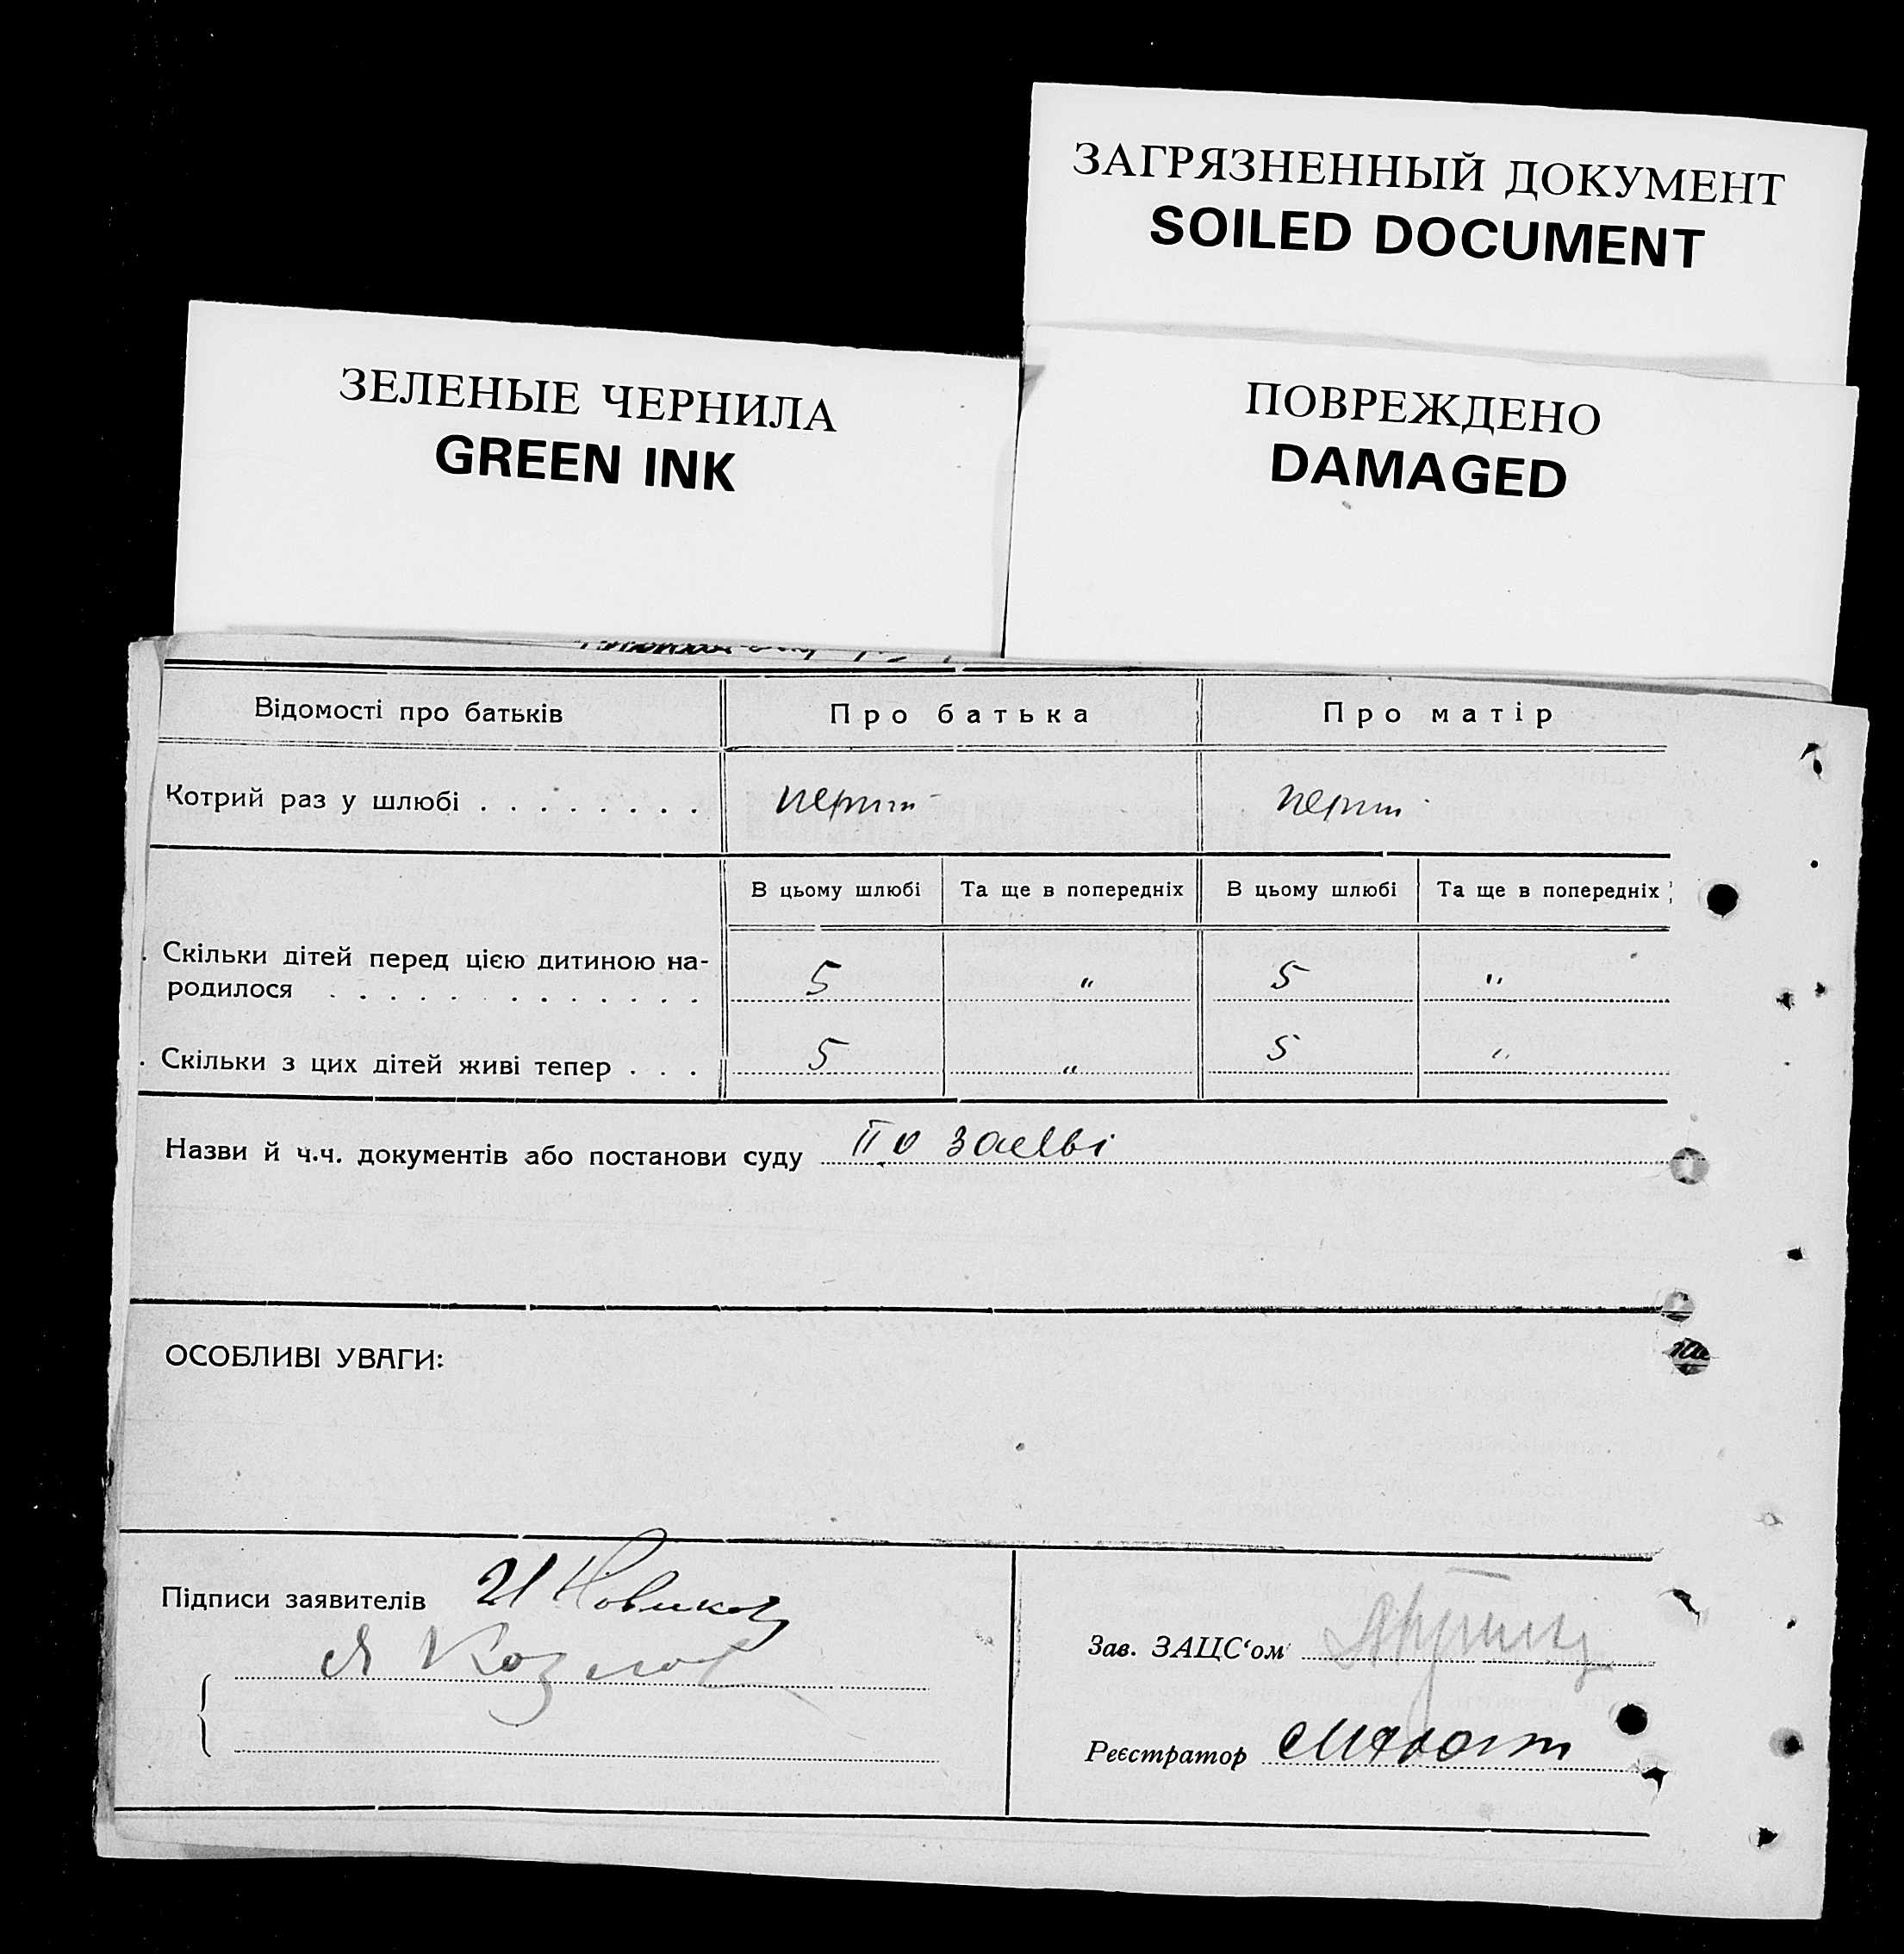 ЗАГРЯЗНЕННЫЙ ДОКУМЕНТ
SOILED DOCUMENT
ЗЕЛЕНЫЕ ЧЕРНИЛА
GREEN INK
ПОВРЕЖДЕНО
DAMAGED
Відомості про батьків Про батька Про матір
Котрий раз у шлюбі . . . . . . . .
В цьому шлюбі Та ще в попередніх В цьому шлюбі Та ще в попередніх
Скільки дітей перед цією дитиною на-
родилося . . . . . . . . . . . . . 5 " 5 "
Скільки з цих дітей живі тепер . . . 5 " 5 "
Назви й ч.ч. документів або постанови суду По заяві
ОСОБЛИВІ УВАГИ:
Підписи заявителів
Зав. ЗАЦС‘ом
Реєстратор